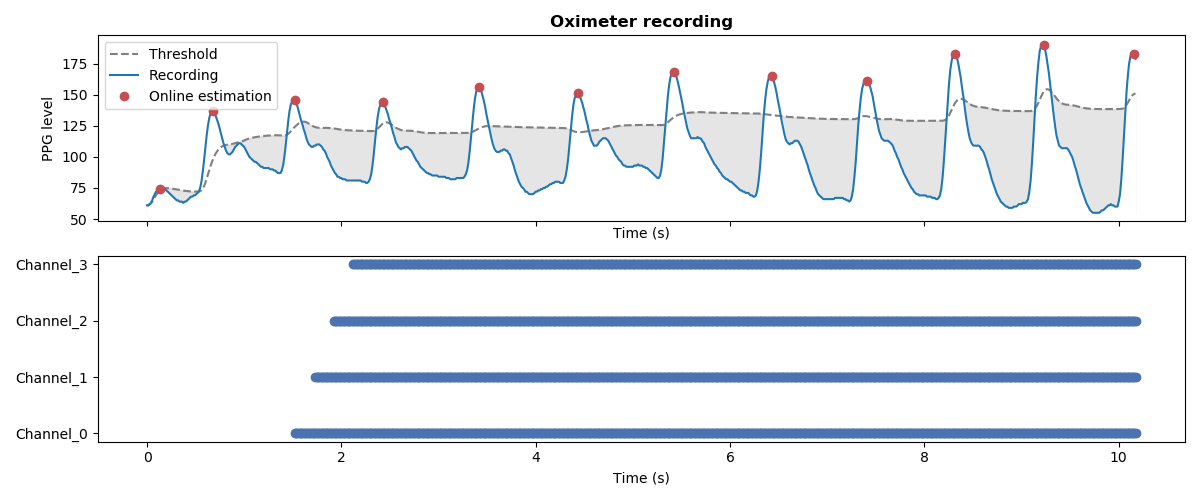 Oximeter recording
Threshold
Recording
Online estimation
PPG level
175
150
125
100
75
50
Time (s)
Channel_3
Channel_2
Channel_1
Channel_0
0 2 4 6 8 10
Time (s)